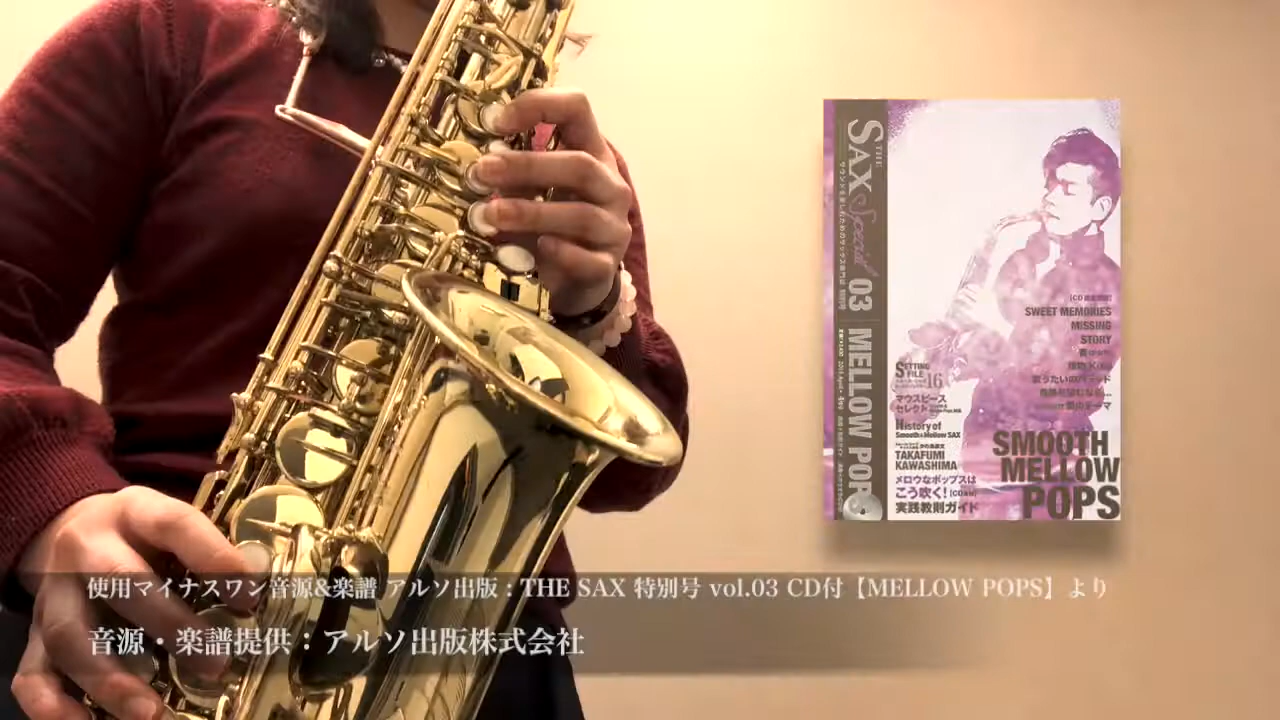 THE SAX Special 03 MELLOW POPS
SWEET MEMORIES
MISSING
STORY
SETTING FILE 16
マウスピース
セレクト
History of
Smooth & Mellow SAX
TAKAFUMI
KAWASHIMA
メロウなポップスは
こう吹く!
実践教則ガイド
SMOOTH
MELLOW
POPS
使用マイナスワン音源&楽譜 アルソ出版：THE SAX 特別号 vol.03 CD付【MELLOW POPS】より
音源・楽譜提供：アルソ出版株式会社